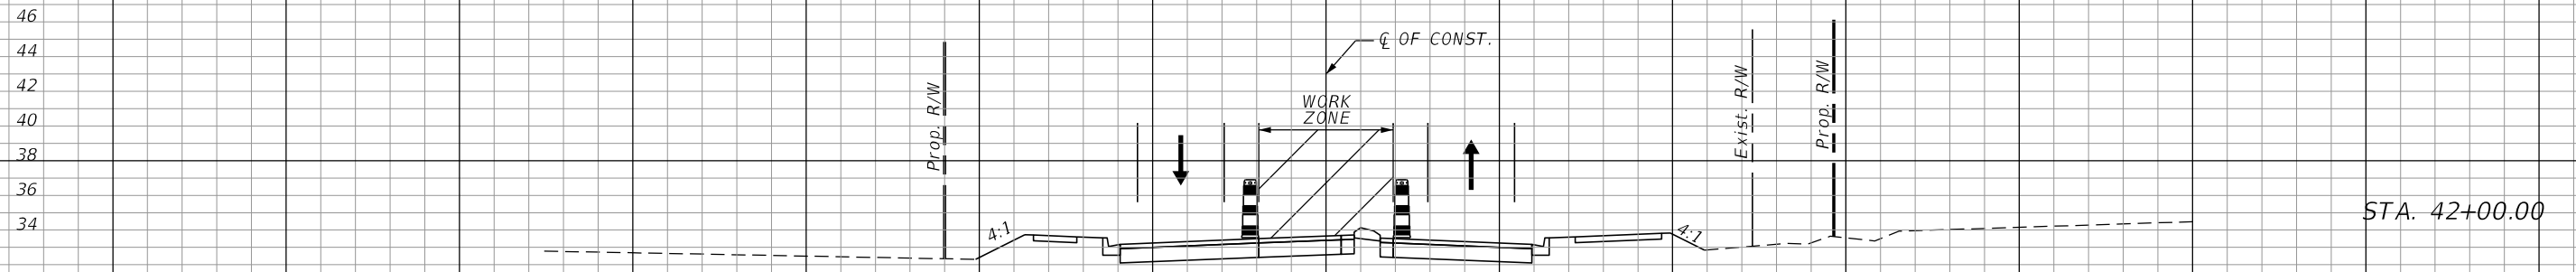 46
44
℄ OF CONST.
42
Prop. R/W
Exist. R/W
Prop. R/W
40
WORK
ZONE
38
36
34
4:1
4:1
STA. 42+00.00